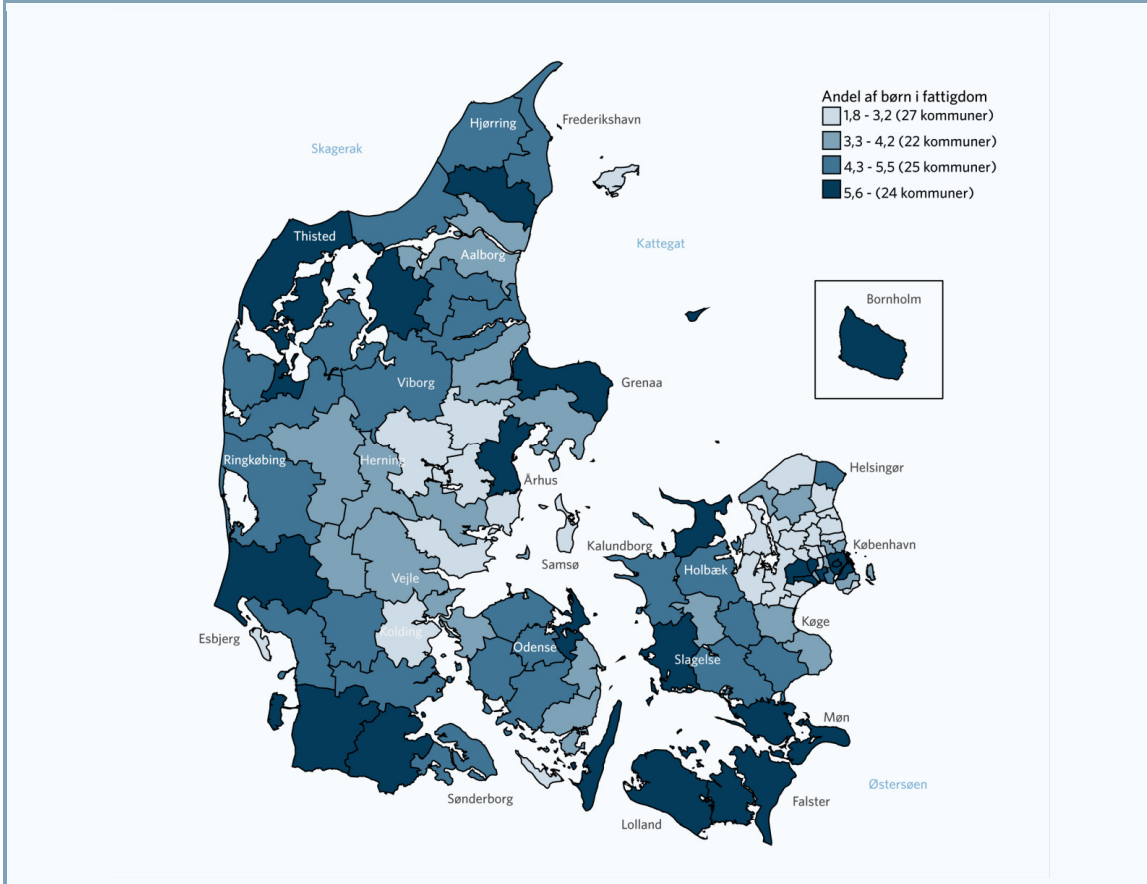 Andel af børn i fattigdom
1,8 - 3,2 (27 kommuner)
3,3 - 4,2 (22 kommuner)
4,3 - 5,5 (25 kommuner)
5,6 - (24 kommuner)
Hjørring
Frederikshavn
Skagerak
Thisted
Kattegat
Aalborg
Bornholm
Viborg
Grenaa
Ringkøbing
Herning
Århus
Helsingør
København
Kalundborg
Samsø
Holbæk
Vejle
Køge
Esbjerg
Kolding
Odense
Slagelse
Møn
Østersøen
Sønderborg
Falster
Lolland